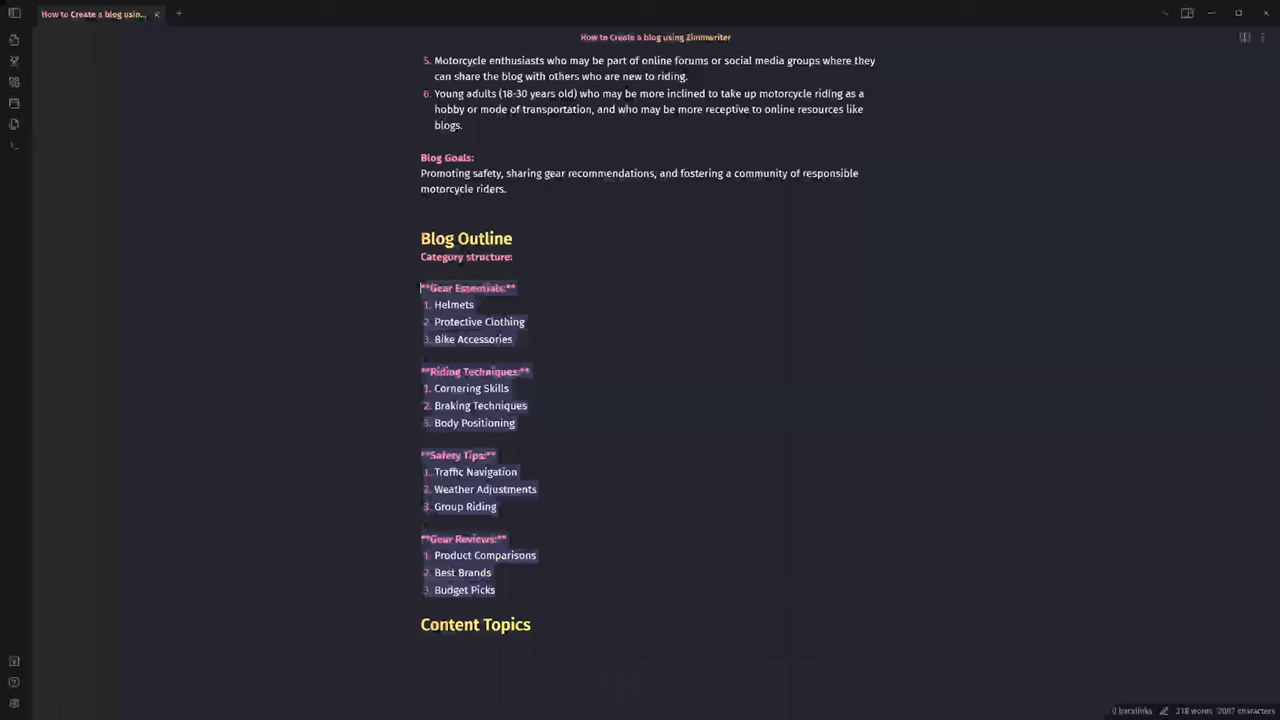 How to Create a blog usin...
How to Create a blog using Zimmwriter
5. Motorcycle enthusiasts who may be part of online forums or social media groups where they
can share the blog with others who are new to riding.
6. Young adults (18-30 years old) who may be more inclined to take up motorcycle riding as a
hobby or mode of transportation, and who may be more receptive to online resources like
blogs.
Blog Goals:
Promoting safety, sharing gear recommendations, and fostering a community of responsible
motorcycle riders.
Blog Outline
Category structure:
**Gear Essentials:**
1. Helmets
2. Protective Clothing
3. Bike Accessories
**Riding Techniques:**
1. Cornering Skills
2. Braking Techniques
3. Body Positioning
**Safety Tips:**
1. Traffic Navigation
2. Weather Adjustments
3. Group Riding
**Gear Reviews:**
1. Product Comparisons
2. Best Brands
3. Budget Picks
Content Topics
0 backlinks 318 words 2087 characters